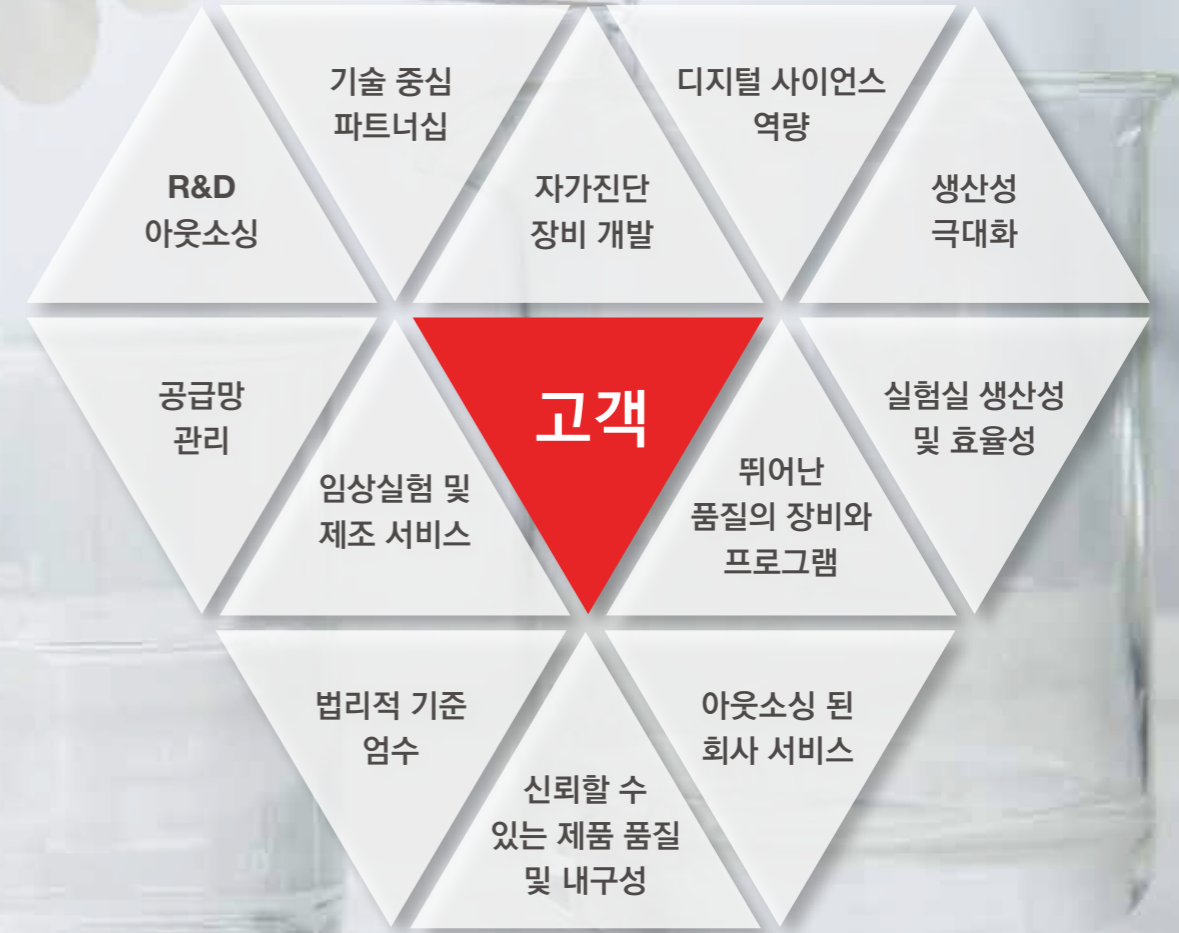 기술 중심
파트너십
디지털 사이언스
역량
R&D
아웃소싱
자가진단
장비 개발
생산성
극대화
공급망
관리
임상실험 및
제조 서비스
고객
뛰어난
품질의 장비와
프로그램
실험실 생산성
및 효율성
법리적 기준
엄수
신뢰할 수
있는 제품 품질
및 내구성
아웃소싱 된
회사 서비스